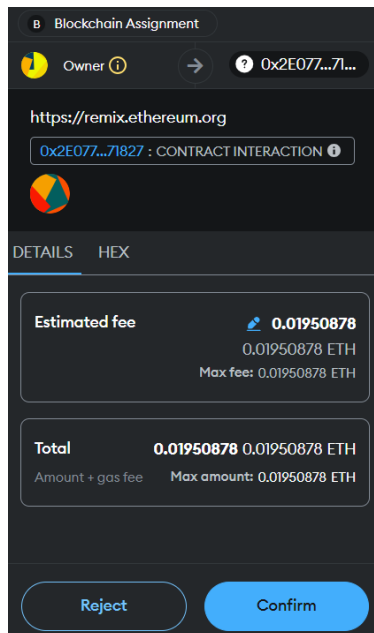 B Blockchain Assignment
Owner 0x2E077...71...
https://remix.ethereum.org
0x2E077...71827 : CONTRACT INTERACTION
DETAILS HEX
Estimated fee 0.01950878
0.01950878 ETH
Max fee: 0.01950878 ETH
Total 0.01950878 0.01950878 ETH
Amount + gas fee Max amount: 0.01950878 ETH
Reject Confirm